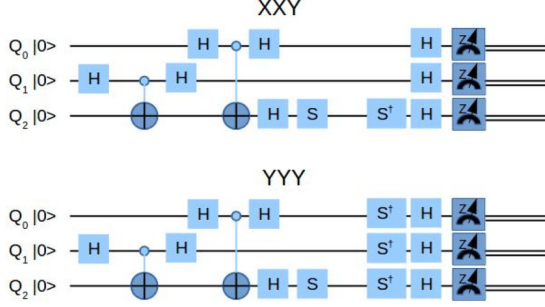 XXY
Q0 |0> H H H Z
Q1 |0> H H H Z
Q2 |0> H S S† H Z
YYY
Q0 |0> H H S† H Z
Q1 |0> H H S† H Z
Q2 |0> H S S† H Z